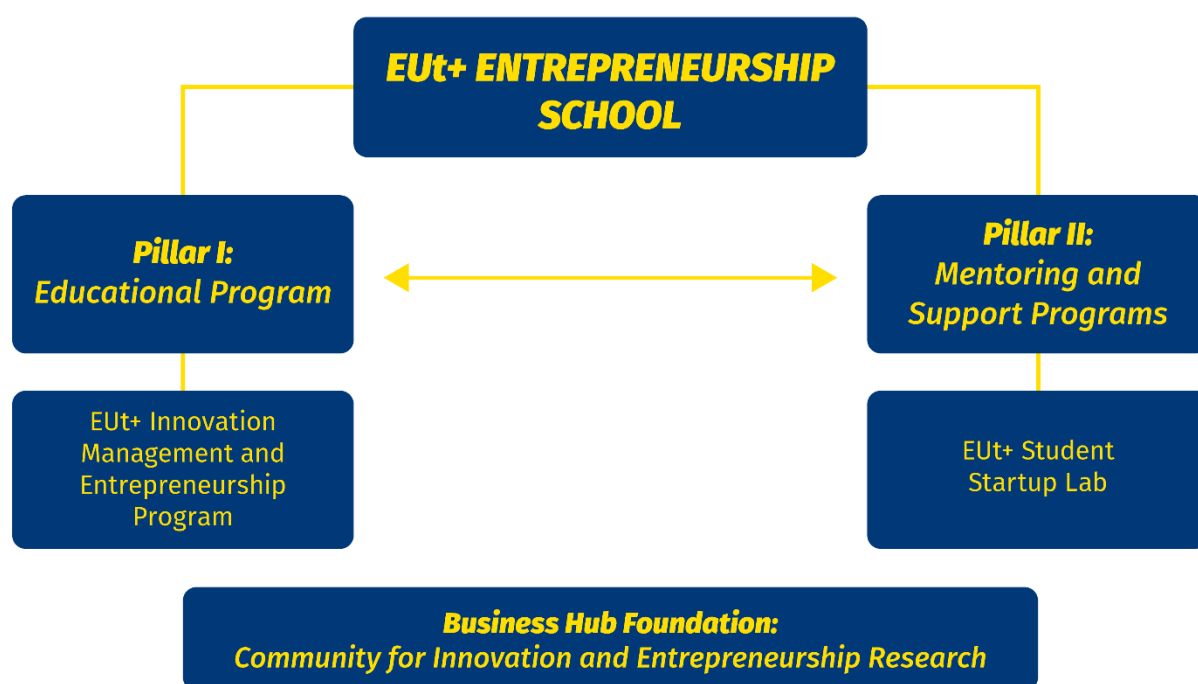 EUt+ ENTREPRENEURSHIP
SCHOOL
Pillar I:
Educational Program
Pillar II:
Mentoring and
Support Programs
EUt+ Innovation
Management and
Entrepreneurship
Program
EUt+ Student
Startup Lab
Business Hub Foundation:
Community for Innovation and Entrepreneurship Research